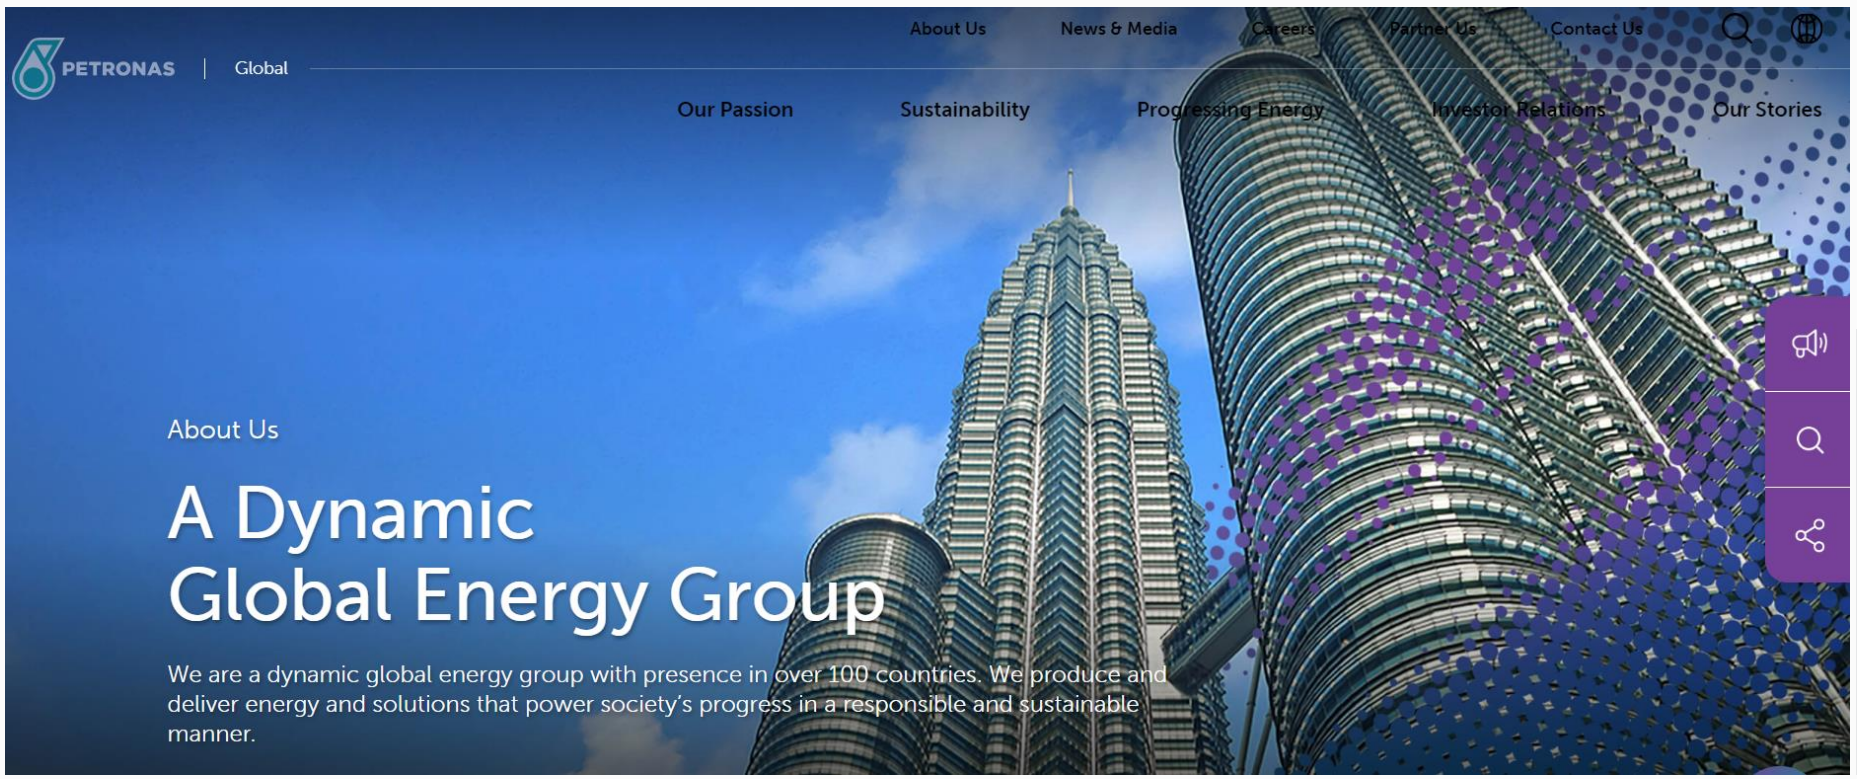 About Us
News & Media
Careers
Partner Us
Contact Us
PETRONAS
Global
Our Passion
Sustainability
Progressing Energy
Investor Relations
Our Stories
About Us
A Dynamic
Global Energy Group
We are a dynamic global energy group with presence in over 100 countries. We produce and
deliver energy and solutions that power society’s progress in a responsible and sustainable
manner.